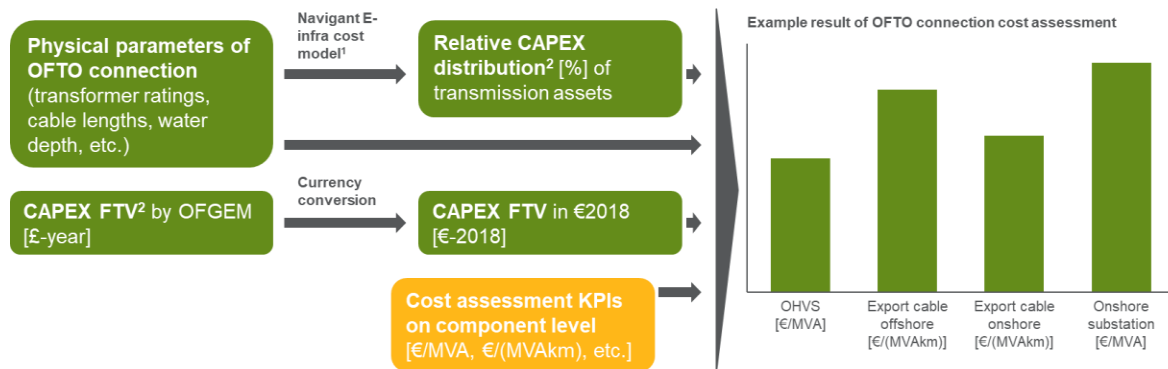 Physical parameters of
OFTO connection
(transformer ratings,
cable lengths, water
depth, etc.)
Navigant E-
infra cost
model¹
Relative CAPEX
distribution² [%] of
transmission assets
CAPEX FTV² by OFGEM
[£-year]
Currency
conversion
CAPEX FTV in €2018
[€-2018]
Cost assessment KPIs
on component level
[€/MVA, €/(MVAkm), etc.]
Example result of OFTO connection cost assessment
OHVS
[€/MVA]
Export cable
offshore
[€/(MVAkm)]
Export cable
onshore
[€/(MVAkm)]
Onshore
substation
[€/MVA]